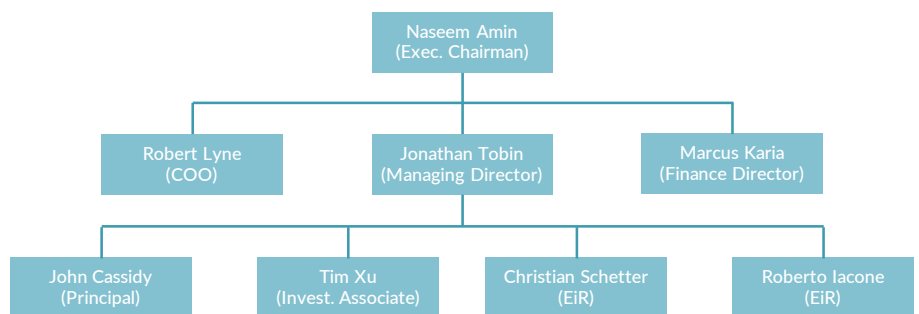 Naseem Amin
(Exec. Chairman)
Robert Lyne
(COO)
Jonathan Tobin
(Managing Director)
Marcus Karia
(Finance Director)
John Cassidy
(Principal)
Tim Xu
(Invest. Associate)
Christian Schetter
(EiR)
Roberto Iacone
(EiR)